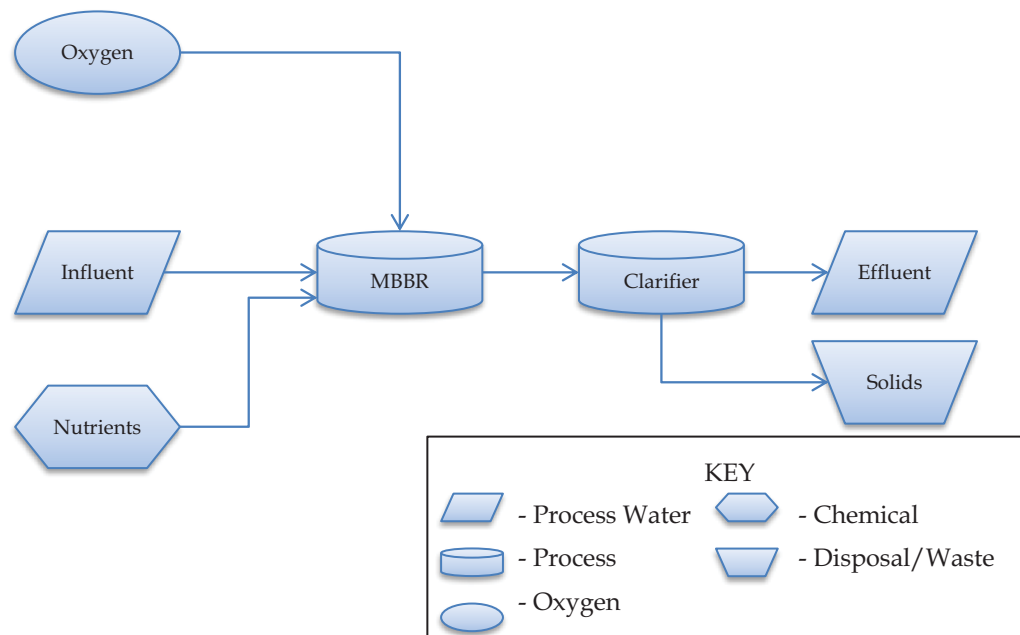 Oxygen
Influent
MBBR
Clarifier
Effluent
Solids
Nutrients
KEY
- Process Water
- Chemical
- Process
- Disposal/Waste
- Oxygen